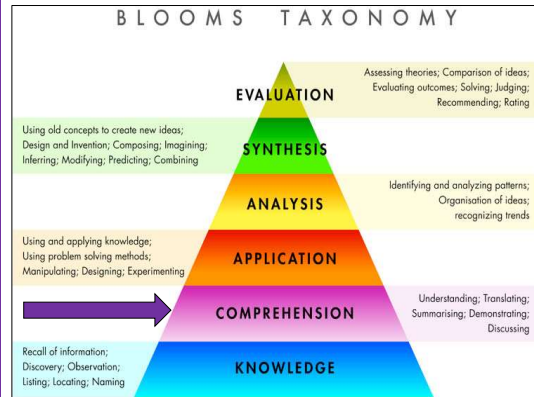 BLOOMS TAXONOMY
EVALUATION
Assessing theories; Comparison of ideas;
Evaluating outcomes; Solving; Judging;
Recommending; Rating
Using old concepts to create new ideas;
Design and Invention; Composing; Imagining;
Inferring; Modifying; Predicting; Combining
SYNTHESIS
ANALYSIS
Identifying and analyzing patterns;
Organisation of ideas;
recognizing trends
Using and applying knowledge;
Using problem solving methods;
Manipulating; Designing; Experimenting
APPLICATION
COMPREHENSION
Understanding; Translating;
Summarising; Demonstrating;
Discussing
Recall of information;
Discovery; Observation;
Listing; Locating; Naming
KNOWLEDGE